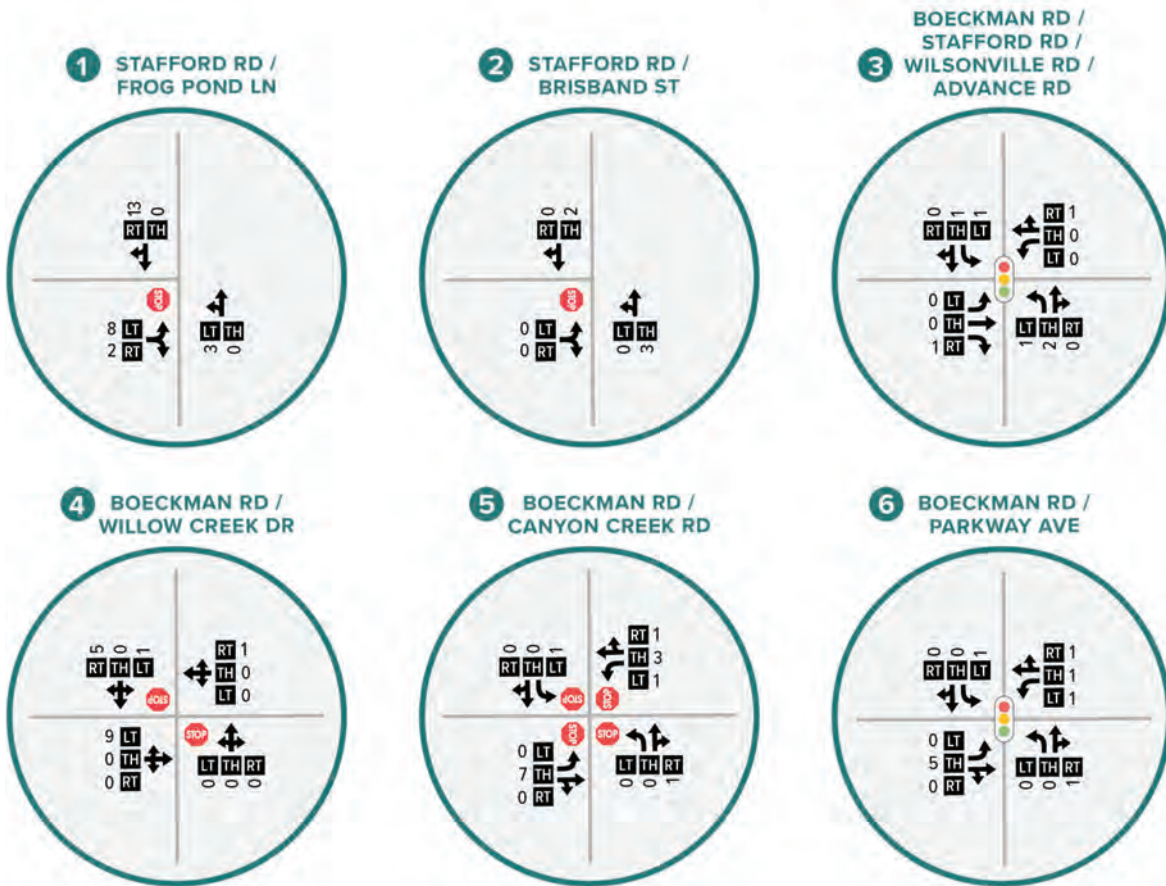 1 STAFFORD RD /
FROG POND LN
13 0
RT TH
STOP
8 LT
2 RT
LT TH
3 0
2 STAFFORD RD /
BRISBAND ST
0 2
RT TH
STOP
0 LT
0 RT
LT TH
0 3
BOECKMAN RD /
STAFFORD RD /
3 WILSONVILLE RD /
ADVANCE RD
0 1 1
RT TH LT
RT 1
TH 0
LT 0
0 LT
0 TH
1 RT
LT TH RT
1 2 0
4 BOECKMAN RD /
WILLOW CREEK DR
5 0 1
RT TH LT
STOP
RT 1
TH 0
LT 0
9 LT
0 TH
0 RT
STOP
LT TH RT
0 0 0
5 BOECKMAN RD /
CANYON CREEK RD
0 0 1
RT TH LT
STOP
STOP
RT 1
TH 3
LT 1
0 LT
7 TH
0 RT
STOP
STOP
LT TH RT
0 0 1
6 BOECKMAN RD /
PARKWAY AVE
0 0 1
RT TH LT
RT 1
TH 1
LT 1
0 LT
5 TH
0 RT
LT TH RT
0 0 1